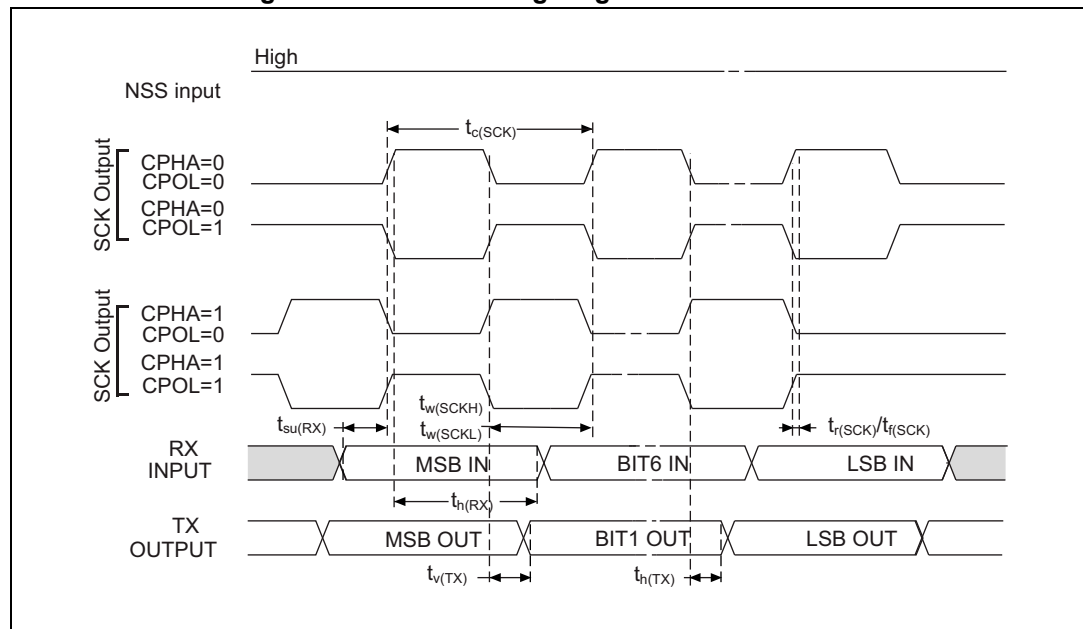 High
NSS input
tc(SCK)
SCK Output
CPHA=0
CPOL=0
CPHA=0
CPOL=1
SCK Output
CPHA=1
CPOL=0
CPHA=1
CPOL=1
tw(SCKH)
tw(SCKL)
tsu(RX)
tr(SCK)/tf(SCK)
RX
INPUT
MSB IN
BIT6 IN
LSB IN
th(RX)
TX
OUTPUT
MSB OUT
BIT1 OUT
LSB OUT
tv(TX)
th(TX)